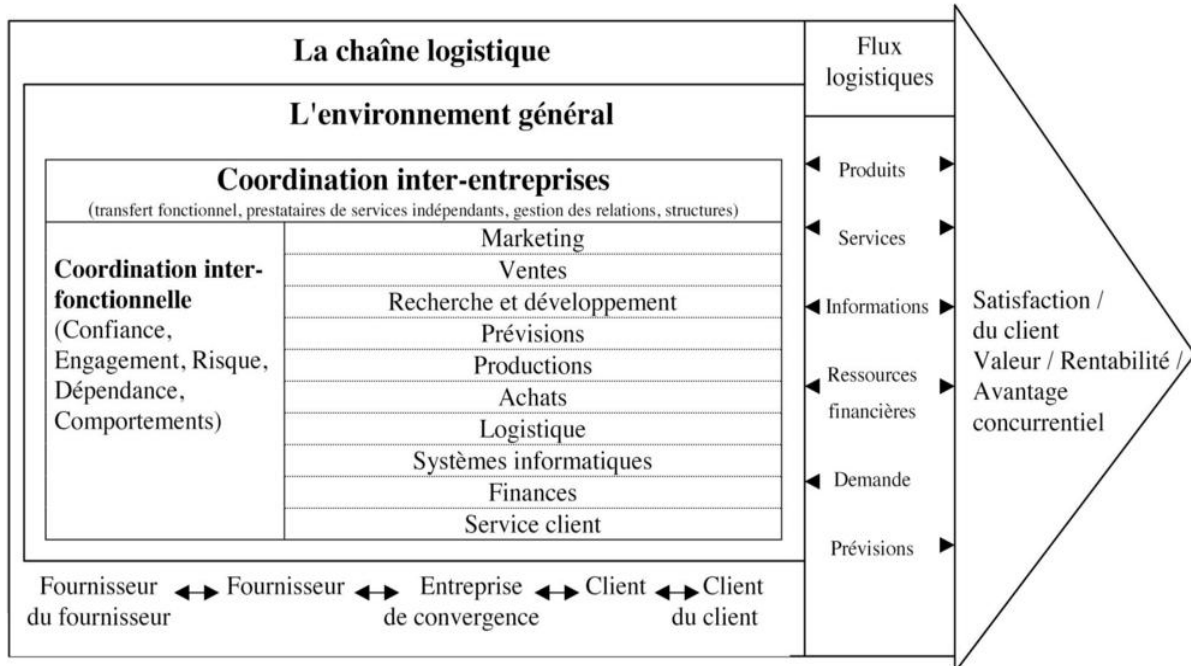 La chaîne logistique
L'environnement général
Coordination inter-entreprises
(transfert fonctionnel, prestataires de services indépendants, gestion des relations, structures)
Coordination inter-
fonctionnelle
(Confiance,
Engagement, Risque,
Dépendance,
Comportements)
Marketing
Ventes
Recherche et développement
Prévisions
Productions
Achats
Logistique
Systèmes informatiques
Finances
Service client
Fournisseur
du fournisseur
Fournisseur
Entreprise
de convergence
Client
Client
du client
Flux
logistiques
Produits
Services
Informations
Ressources
financières
Demande
Prévisions
Satisfaction /
du client
Valeur / Rentabilité /
Avantage
concurrentiel